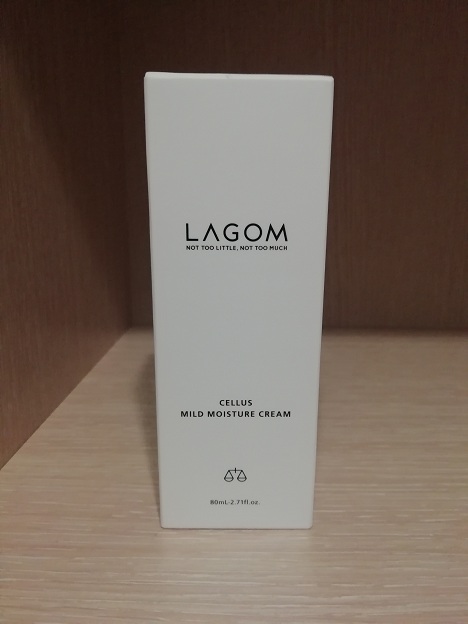 LAGOM
NOT TOO LITTLE, NOT TOO MUCH
CELLUS
MILD MOISTURE CREAM
80mL-2.71fl.oz.